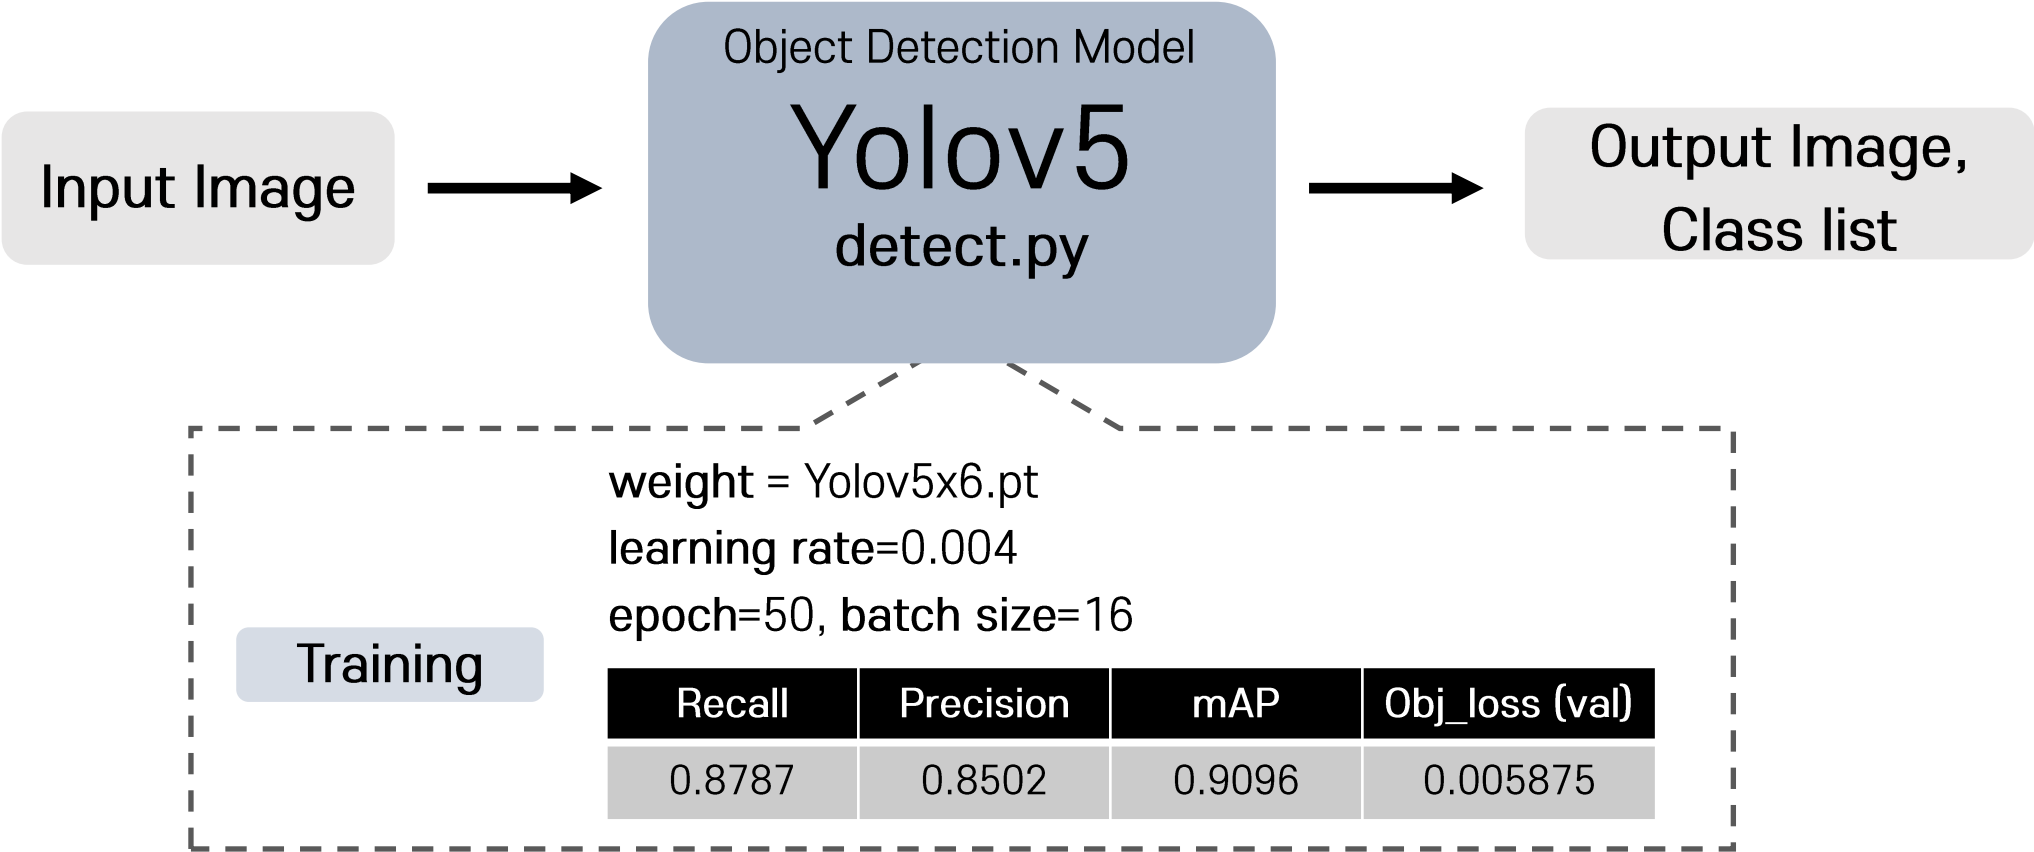 Object Detection Model
Yolov5
detect.py
Input Image
Output Image,
Class list
Training
weight = Yolov5x6.pt
learning rate=0.004
epoch=50, batch size=16
Recall Precision mAP Obj_loss (val)
0.8787 0.8502 0.9096 0.005875